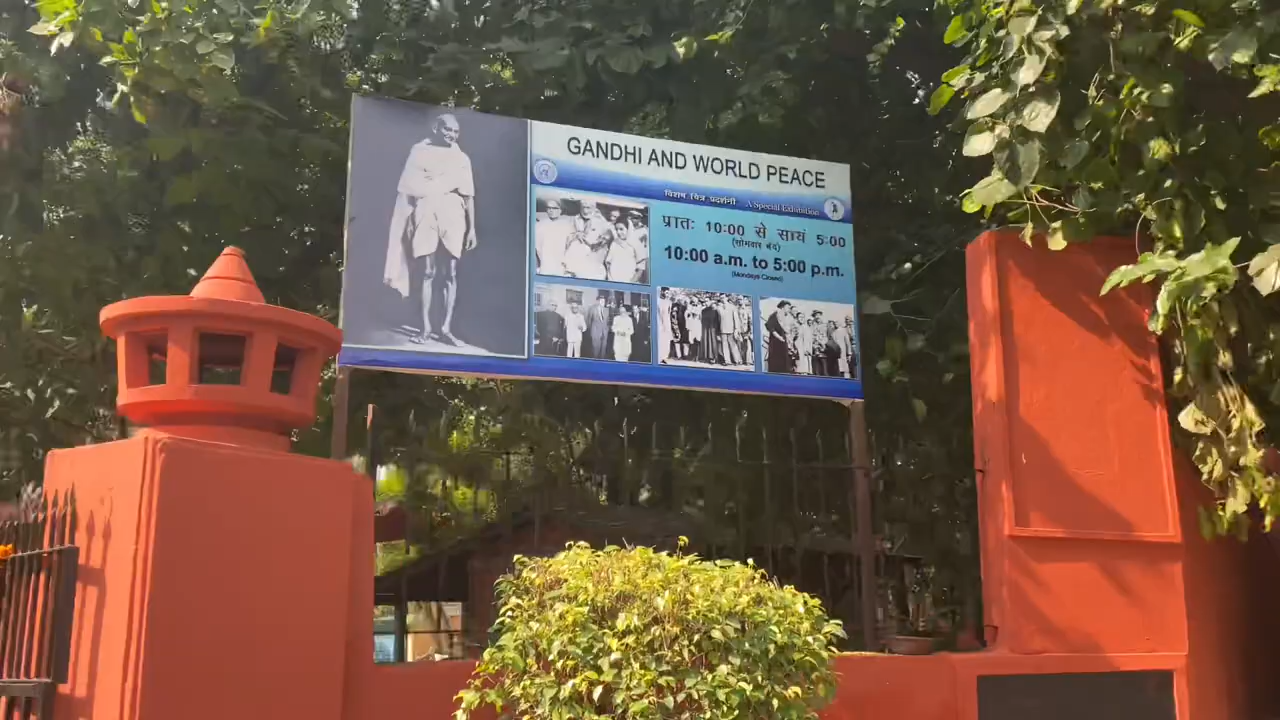 GANDHI AND WORLD PEACE
विशेष चित्र प्रदर्शनी A Special Exhibition
प्रातः 10:00 से सायं 5:00
(सोमवार बंद)
10:00 a.m. to 5:00 p.m.
(Mondays Closed)